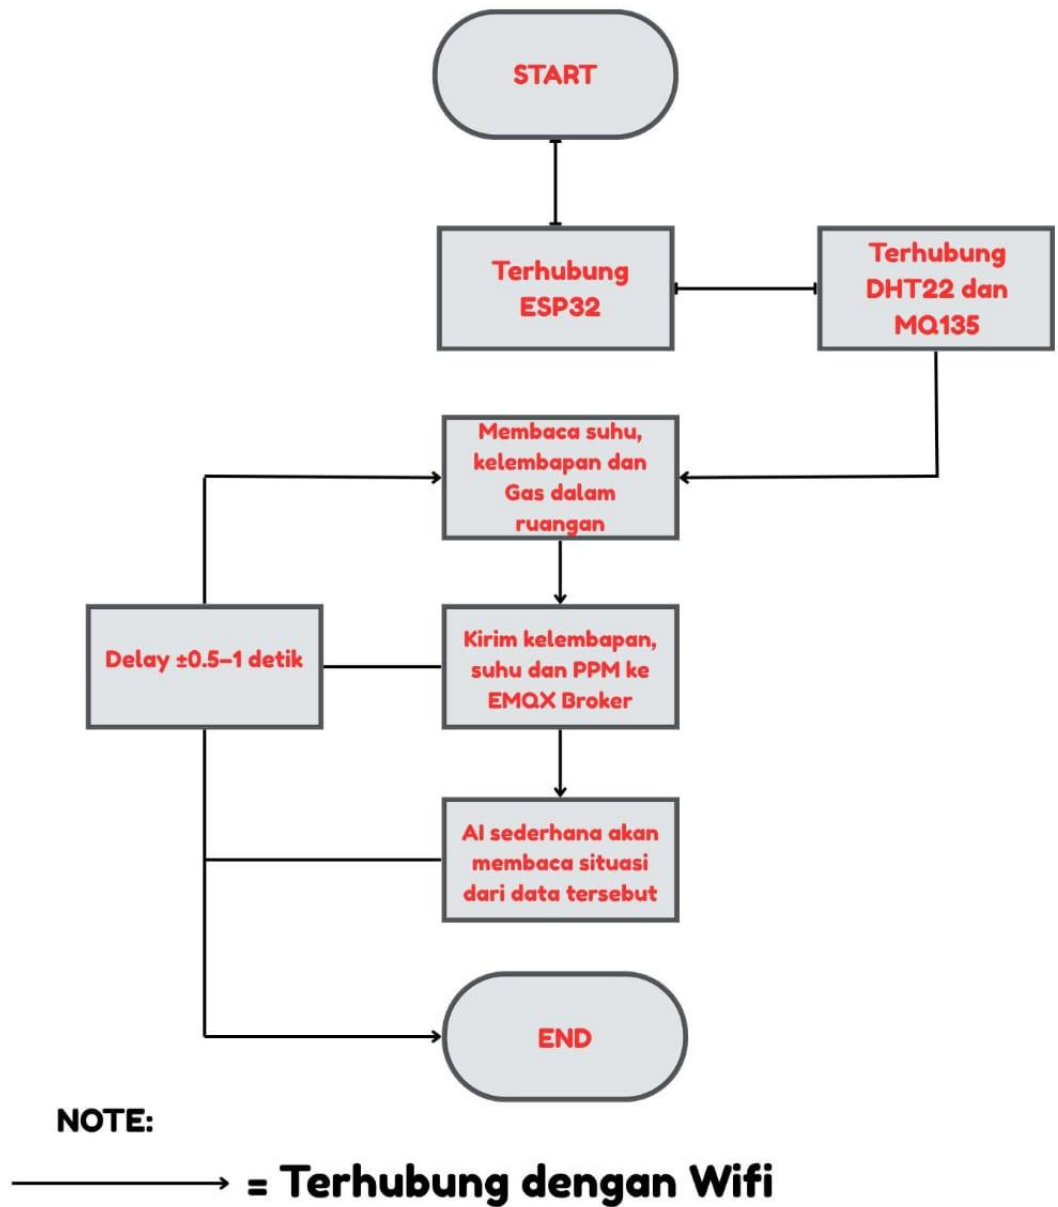 START
Terhubung
ESP32
Terhubung
DHT22 dan
MQ135
Membaca suhu,
kelembapan dan
Gas dalam
ruangan
Delay ±0.5–1 detik
Kirim kelembapan,
suhu dan PPM ke
EMQX Broker
AI sederhana akan
membaca situasi
dari data tersebut
END
NOTE:
= Terhubung dengan Wifi